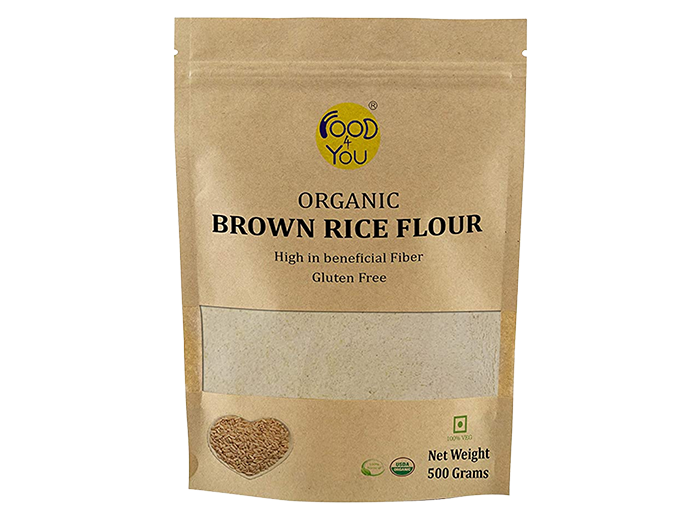 ®
FOOD
4
YOU
ORGANIC
BROWN RICE FLOUR
High in beneficial Fiber
Gluten Free
100% VEG
USDA
ORGANIC
Net Weight
500 Grams